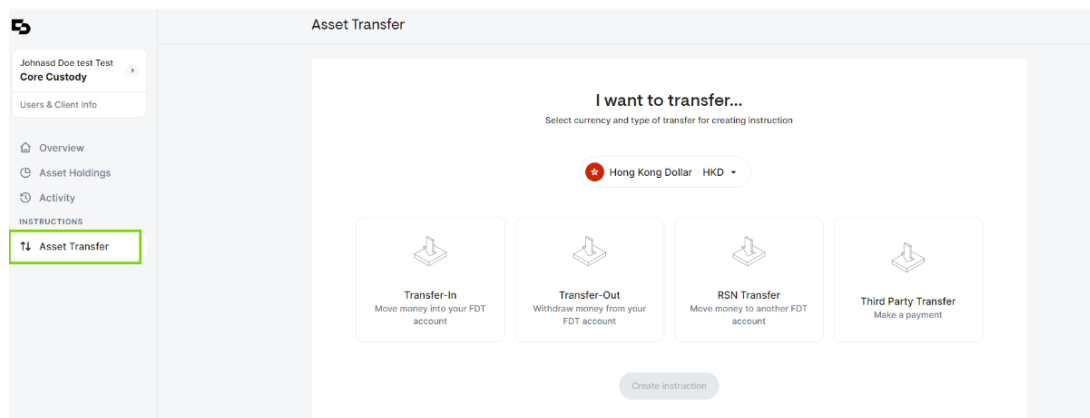 Asset Transfer
Johnasd Doe test Test
Core Custody
Users & Client Info
Overview
Asset Holdings
Activity
INSTRUCTIONS
Asset Transfer
I want to transfer...
Select currency and type of transfer for creating instruction
Hong Kong Dollar HKD
Transfer-In
Move money into your FDT
account
Transfer-Out
Withdraw money from your
FDT account
RSN Transfer
Move money to another FDT
account
Third Party Transfer
Make a payment
Create instruction